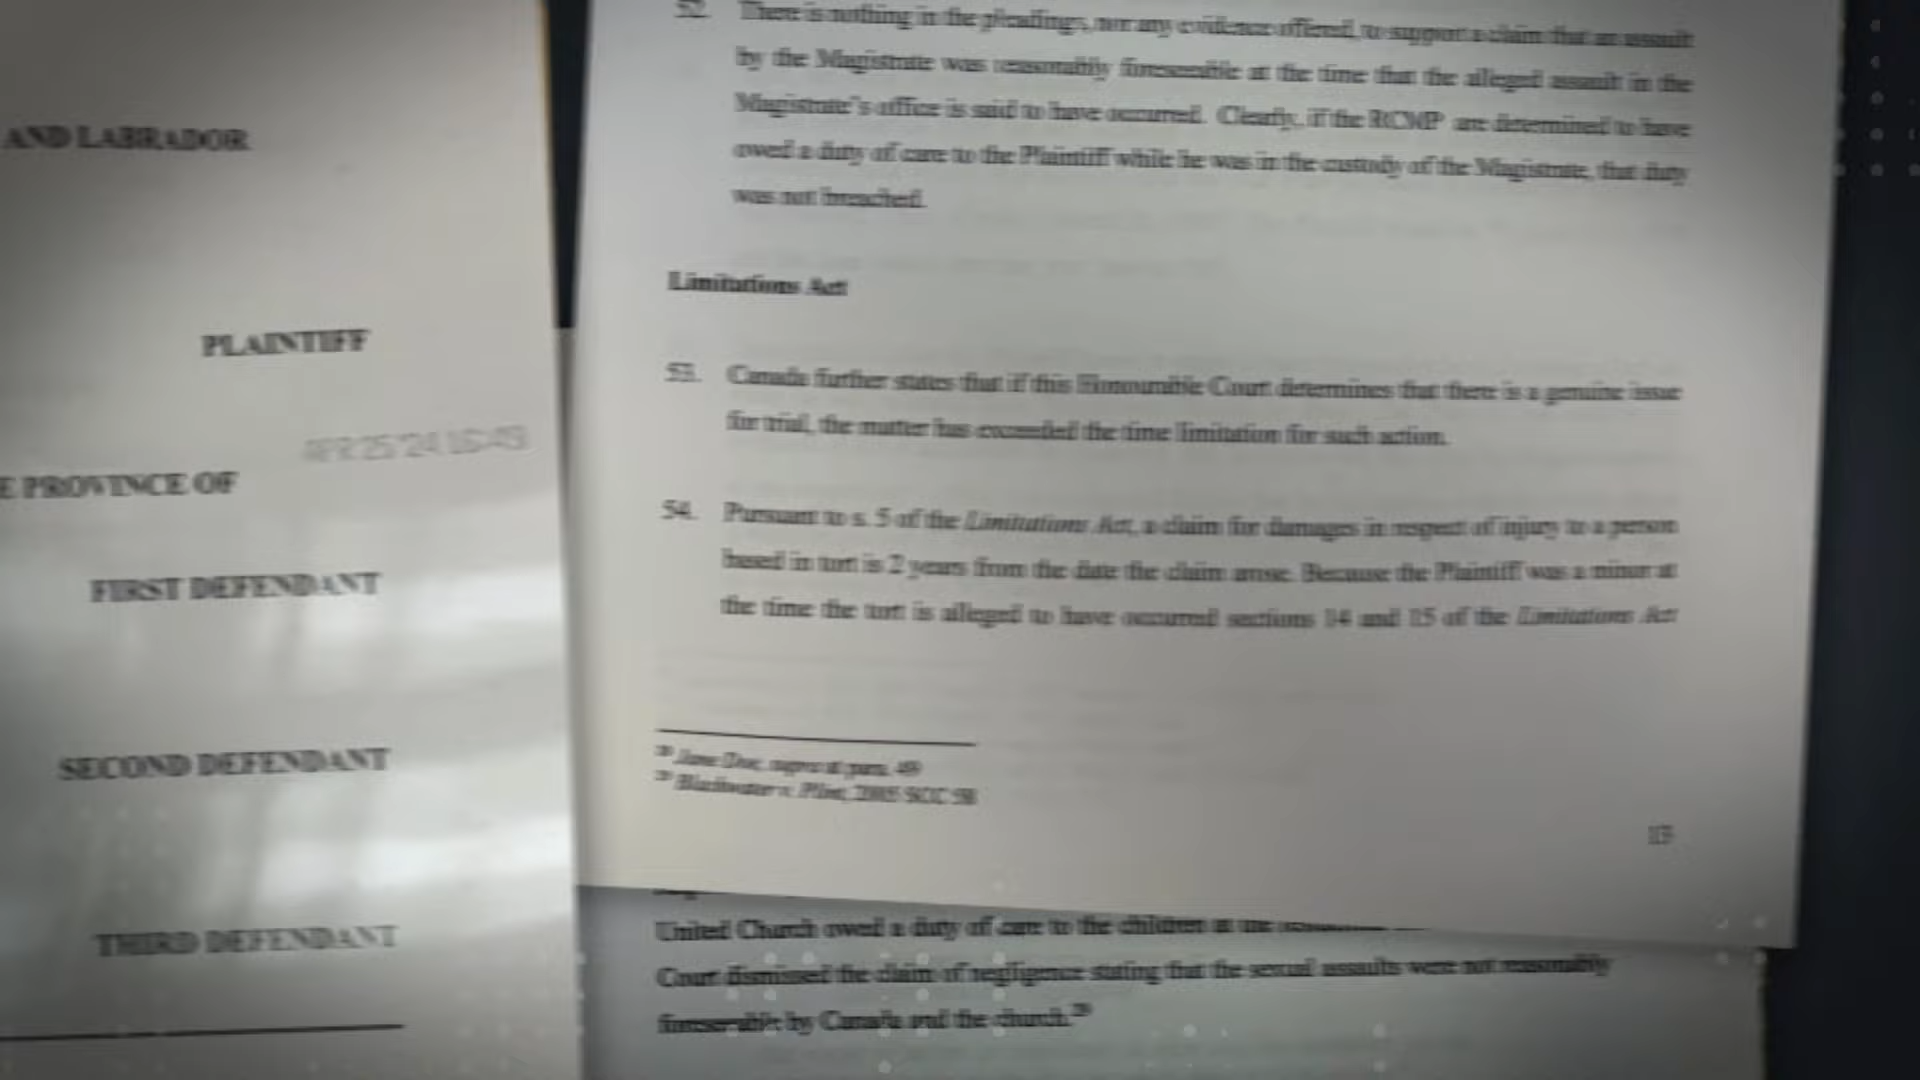 AND LABRADOR
PLAINTIFF
APR 25 '24
E PROVINCE OF
FIRST DEFENDANT
SECOND DEFENDANT
THIRD DEFENDANT
52. There is nothing in the pleadings, nor any evidence offered, to support a claim that an assault
by the Magistrate was reasonably foreseeable at the time that the alleged assault in the
Magistrate's office is said to have occurred. Clearly, if the RCMP are determined to have
owed a duty of care to the Plaintiff while he was in the custody of the Magistrate, that duty
was not breached.
Limitations Act
53. Canada further states that if this Honourable Court determines that there is a genuine issue
for trial, the matter has exceeded the time limitation for such action.
54. Pursuant to s. 5 of the Limitations Act, a claim for damages in respect of injury to a person
based in tort is 2 years from the date the claim arose. Because the Plaintiff was a minor at
the time the tort is alleged to have occurred sections 14 and 15 of the Limitations Act
Jane Doe, supra at para. 49
Blackwater v. Plint, 2005 SCC 58
13
United Church owed a duty of care to the children at the
Court dismissed the claim of negligence stating that the sexual assaults were not reasonably
foreseeable by Canada and the church.